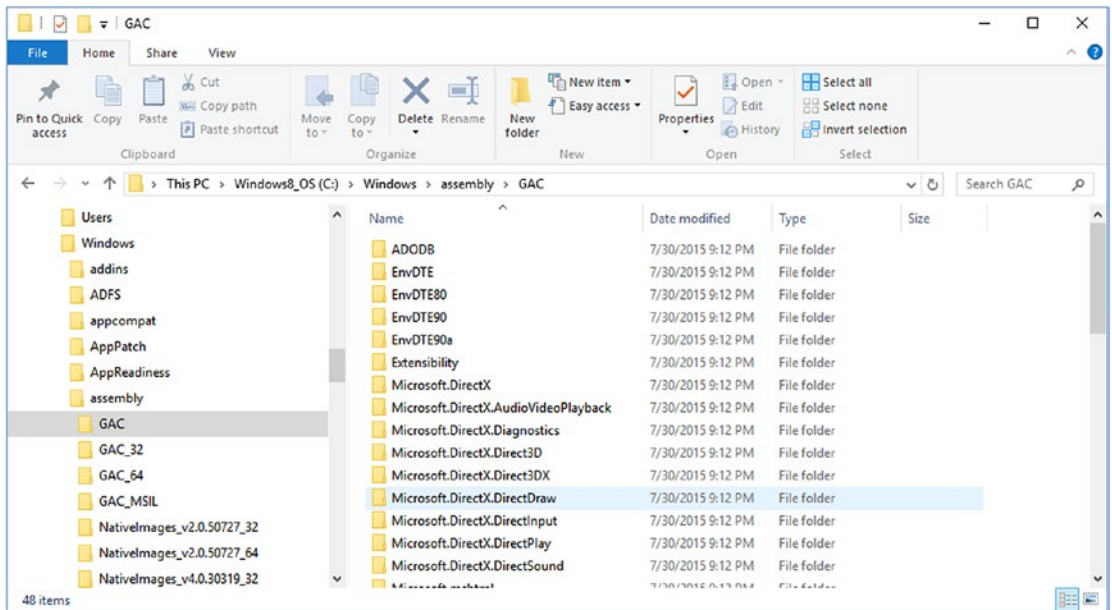 GAC
File Home Share View
Pin to Quick access
Copy
Paste
Cut
Copy path
Paste shortcut
Move to
Copy to
Delete
Rename
New folder
New item
Easy access
Properties
Open
Edit
History
Select all
Select none
Invert selection
Clipboard Organize New Open Select
This PC > Windows8_OS (C:) > Windows > assembly > GAC
Search GAC
Users
Windows
addins
ADFS
appcompat
AppPatch
AppReadiness
assembly
GAC
GAC_32
GAC_64
GAC_MSIL
NativeImages_v2.0.50727_32
NativeImages_v2.0.50727_64
NativeImages_v4.0.30319_32
Name Date modified Type Size
ADODB 7/30/2015 9:12 PM File folder
EnvDTE 7/30/2015 9:12 PM File folder
EnvDTE80 7/30/2015 9:12 PM File folder
EnvDTE90 7/30/2015 9:12 PM File folder
EnvDTE90a 7/30/2015 9:12 PM File folder
Extensibility 7/30/2015 9:12 PM File folder
Microsoft.DirectX 7/30/2015 9:12 PM File folder
Microsoft.DirectX.AudioVideoPlayback 7/30/2015 9:12 PM File folder
Microsoft.DirectX.Diagnostics 7/30/2015 9:12 PM File folder
Microsoft.DirectX.Direct3D 7/30/2015 9:12 PM File folder
Microsoft.DirectX.Direct3DX 7/30/2015 9:12 PM File folder
Microsoft.DirectX.DirectDraw 7/30/2015 9:12 PM File folder
Microsoft.DirectX.DirectInput 7/30/2015 9:12 PM File folder
Microsoft.DirectX.DirectPlay 7/30/2015 9:12 PM File folder
Microsoft.DirectX.DirectSound 7/30/2015 9:12 PM File folder
48 items